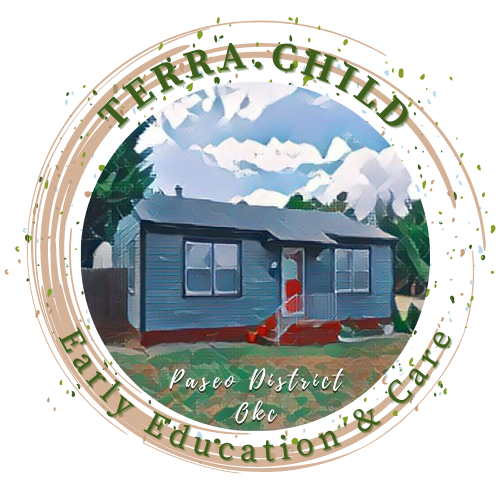 TERRA CHILD
Paseo District
Okc
Early Education & Care